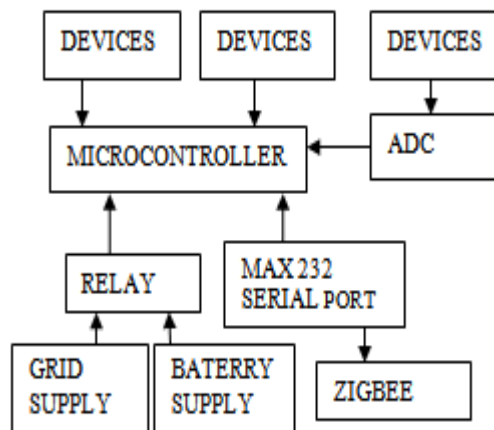 DEVICES
DEVICES
DEVICES
MICROCONTROLLER
ADC
RELAY
MAX 232
SERIAL PORT
GRID
SUPPLY
BATERRY
SUPPLY
ZIGBEE